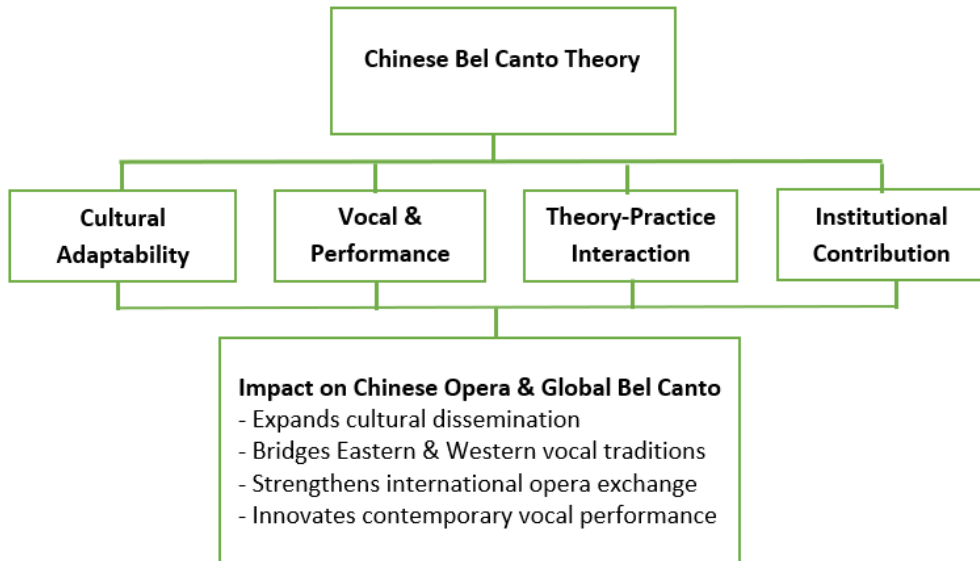 Chinese Bel Canto Theory
Cultural
Adaptability
Vocal &
Performance
Theory-Practice
Interaction
Institutional
Contribution
Impact on Chinese Opera & Global Bel Canto
- Expands cultural dissemination
- Bridges Eastern & Western vocal traditions
- Strengthens international opera exchange
- Innovates contemporary vocal performance